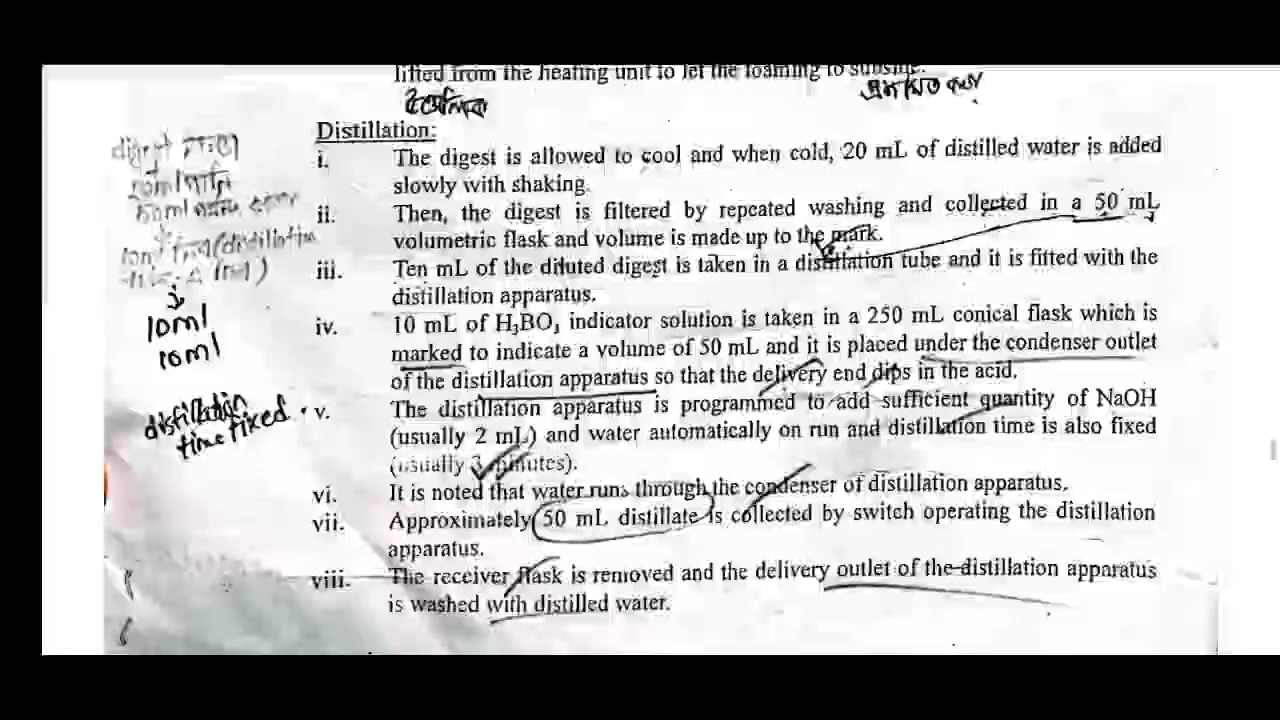 lifted from the heating unit to let the foaming to subside.
Distillation:
i. The digest is allowed to cool and when cold, 20 mL of distilled water is added
slowly with shaking.
ii. Then, the digest is filtered by repeated washing and collected in a 50 mL
volumetric flask and volume is made up to the mark.
iii. Ten mL of the diluted digest is taken in a distillation tube and it is fitted with the
distillation apparatus.
iv. 10 mL of H₃BO₃ indicator solution is taken in a 250 mL conical flask which is
marked to indicate a volume of 50 mL and it is placed under the condenser outlet
of the distillation apparatus so that the delivery end dips in the acid.
v. The distillation apparatus is programmed to add sufficient quantity of NaOH
(usually 2 mL) and water automatically on run and distillation time is also fixed
(usually 3 minutes).
vi. It is noted that water runs through the condenser of distillation apparatus.
vii. Approximately 50 mL distillate is collected by switch operating the distillation
apparatus.
viii. The receiver flask is removed and the delivery outlet of the distillation apparatus
is washed with distilled water.
digest
10ml
10ml
distillation
time fixed